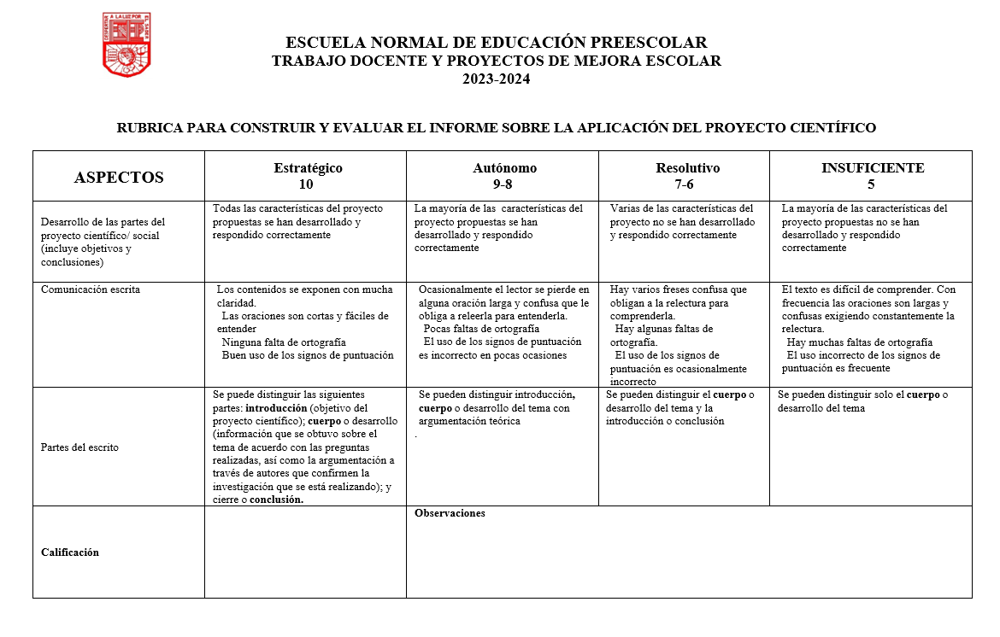 DESPERTAR A LA LUZ POR EL SABER
ESCUELA NORMAL DE EDUCACIÓN PREESCOLAR
TRABAJO DOCENTE Y PROYECTOS DE MEJORA ESCOLAR
2023-2024
RUBRICA PARA CONSTRUIR Y EVALUAR EL INFORME SOBRE LA APLICACIÓN DEL PROYECTO CIENTÍFICO
ASPECTOS
Estratégico
10
Autónomo
9-8
Resolutivo
7-6
INSUFICIENTE
5
Desarrollo de las partes del
proyecto científico/ social
(incluye objetivos y
conclusiones)
Todas las características del proyecto
propuestas se han desarrollado y
respondido correctamente
La mayoría de las características del
proyecto propuestas se han
desarrollado y respondido
correctamente
Varias de las características del
proyecto no se han desarrollado
y respondido correctamente
La mayoría de las características del
proyecto propuestas no se han
desarrollado y respondido
correctamente
Comunicación escrita
Los contenidos se exponen con mucha
claridad.
Las oraciones son cortas y fáciles de
entender
Ninguna falta de ortografía
Buen uso de los signos de puntuación
Ocasionalmente el lector se pierde en
alguna oración larga y confusa que le
obliga a releerla para entenderla.
Pocas faltas de ortografía
El uso de los signos de puntuación
es incorrecto en pocas ocasiones
Hay varios freses confusa que
obligan a la relectura para
comprenderla.
Hay algunas faltas de
ortografía.
El uso de los signos de
puntuación es ocasionalmente
incorrecto
El texto es difícil de comprender. Con
frecuencia las oraciones son largas y
confusas exigiendo constantemente la
relectura.
Hay muchas faltas de ortografía
El uso incorrecto de los signos de
puntuación es frecuente
Partes del escrito
Se puede distinguir las siguientes
partes: introducción (objetivo del
proyecto científico); cuerpo o desarrollo
(información que se obtuvo sobre el
tema de acuerdo con las preguntas
realizadas, así como la argumentación a
través de autores que confirmen la
investigación que se está realizando); y
cierre o conclusión.
Se pueden distinguir introducción,
cuerpo o desarrollo del tema con
argumentación teórica
.
Se pueden distinguir el cuerpo o
desarrollo del tema y la
introducción o conclusión
Se pueden distinguir solo el cuerpo o
desarrollo del tema
Calificación
Observaciones